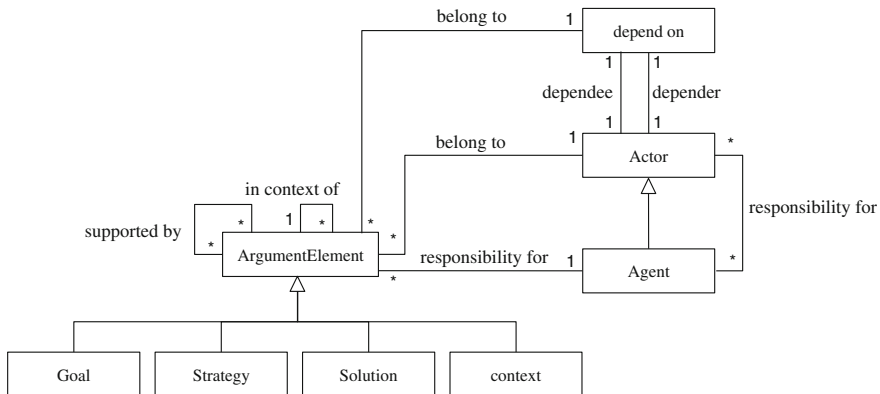 belong to
1
depend on
1
1
dependee
depender
1
1
belong to
1
Actor
*
in context of
supported by
*
1
*
*
*
*
responsibility for
ArgumentElement
*
responsibility for
1
Agent
*
Goal
Strategy
Solution
context